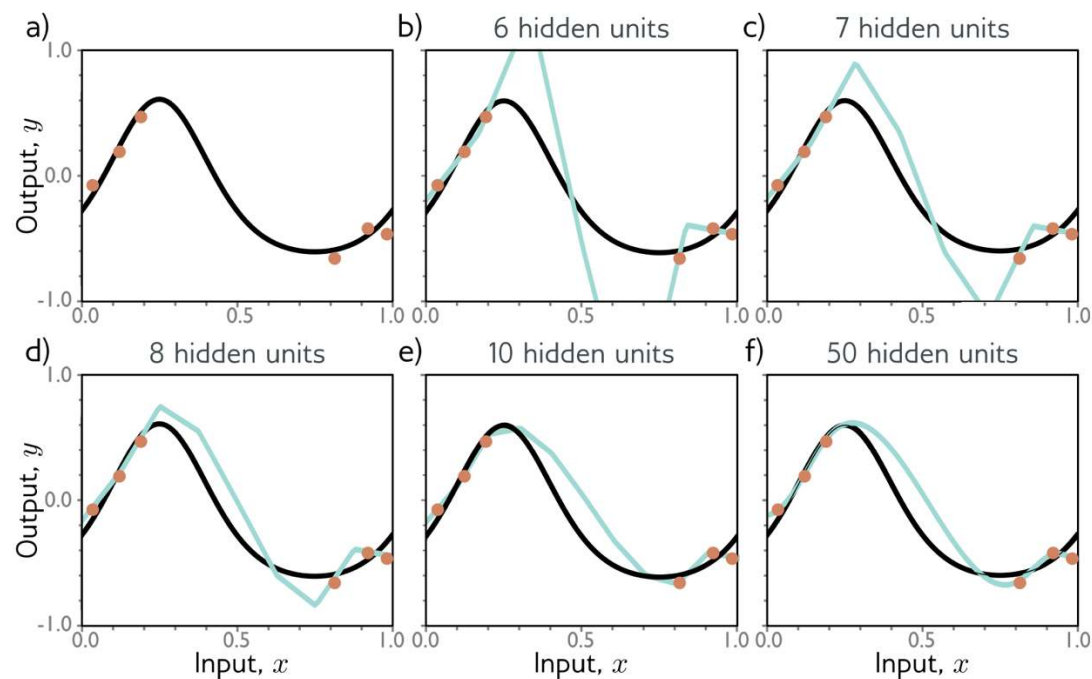 a)
b) 6 hidden units
c) 7 hidden units
1.0
0.0
-1.0
Output, y
0.0 0.5 1.0
0.0 0.5 1.0
0.0 0.5 1.0
d) 8 hidden units
e) 10 hidden units
f) 50 hidden units
1.0
0.0
-1.0
Output, y
0.0 0.5 1.0
0.0 0.5 1.0
0.0 0.5 1.0
Input, x
Input, x
Input, x